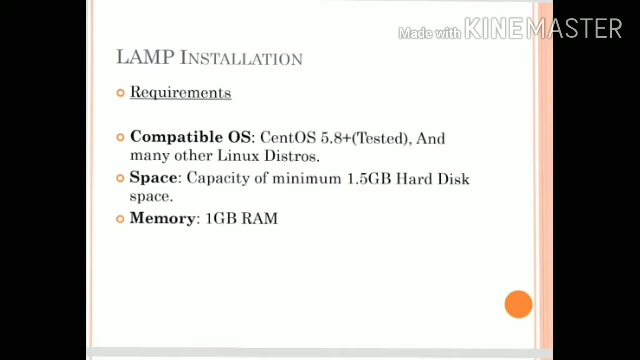 Made with KINEMASTER
LAMP INSTALLATION
Requirements
Compatible OS: CentOS 5.8+(Tested), And
many other Linux Distros.
Space: Capacity of minimum 1.5GB Hard Disk
space.
Memory: 1GB RAM